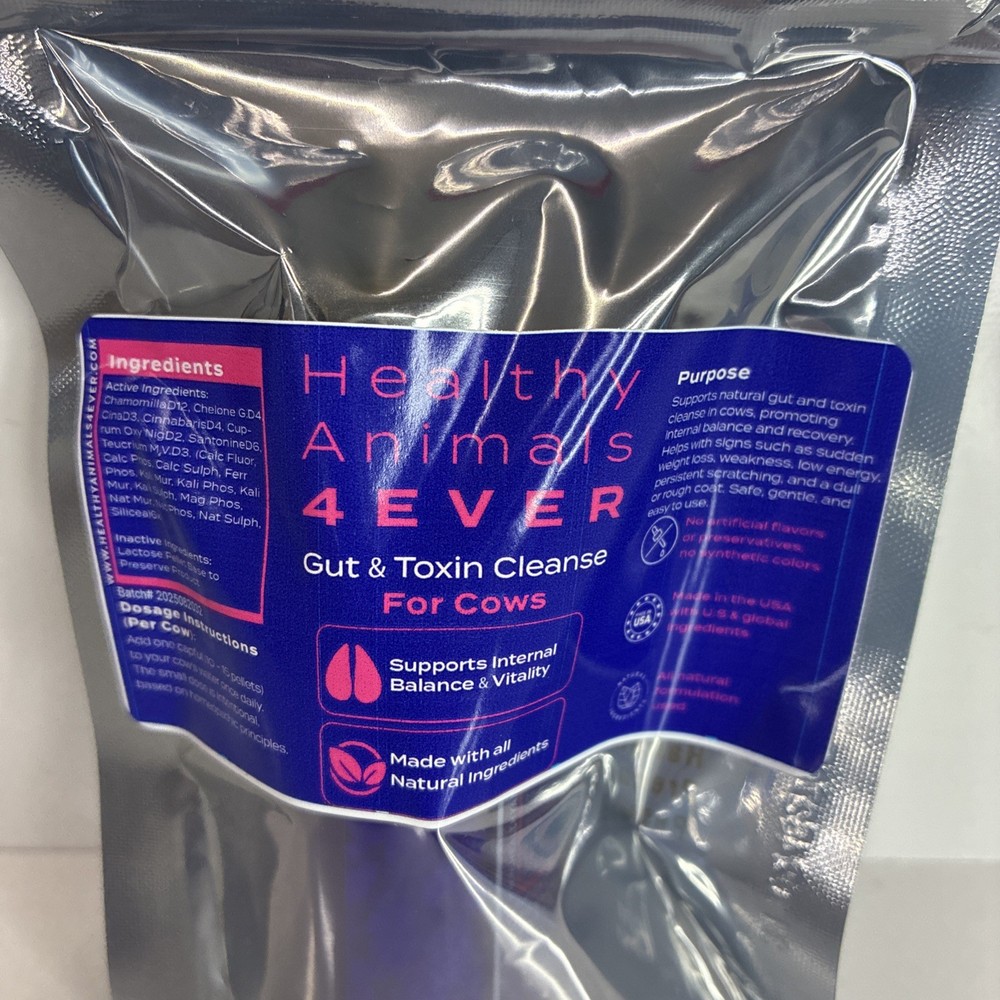 WWW.HEALTHYANIMALS4EVER.COM
Ingredients
Active Ingredients:
ChamomillaD12, Chelone G.D4
CinaD3, CinnabarisD4, Cup-
rum Oxy NigD2, SantonineD6,
Teucrium M,V.D3, (Calc Fluor,
Calc Phos, Calc Sulph, Ferr
Phos, Mur, Kali Phos, Kali
Mur, Kali Sulph, Mag Phos,
Nat Mur, Phos, Nat Sulph,
Inactive Ingredients:
Lactose Pellet Base to
Preserve Product
Batch#
Dosage Instructions
(Per Cow):
Add one capful (10 - 15 pellets)
to your cow's water once daily.
The small dose is intentional,
based on homeopathic principles.
Healthy
Animals
4EVER
Gut & Toxin Cleanse
For Cows
Supports Internal
Balance & Vitality
Made with all
Natural Ingredients
Purpose
Supports natural gut and toxin
cleanse in cows, promoting
internal balance and recovery.
Helps with signs such as sudden
weight loss, weakness, low energy,
persistent scratching, and a dull
or rough coat. Safe, gentle, and
easy to use.
No artificial flavors
or preservatives,
no synthetic colors
USA
Made in the USA
with U.S & global
ingredients
All natural
formulation
used